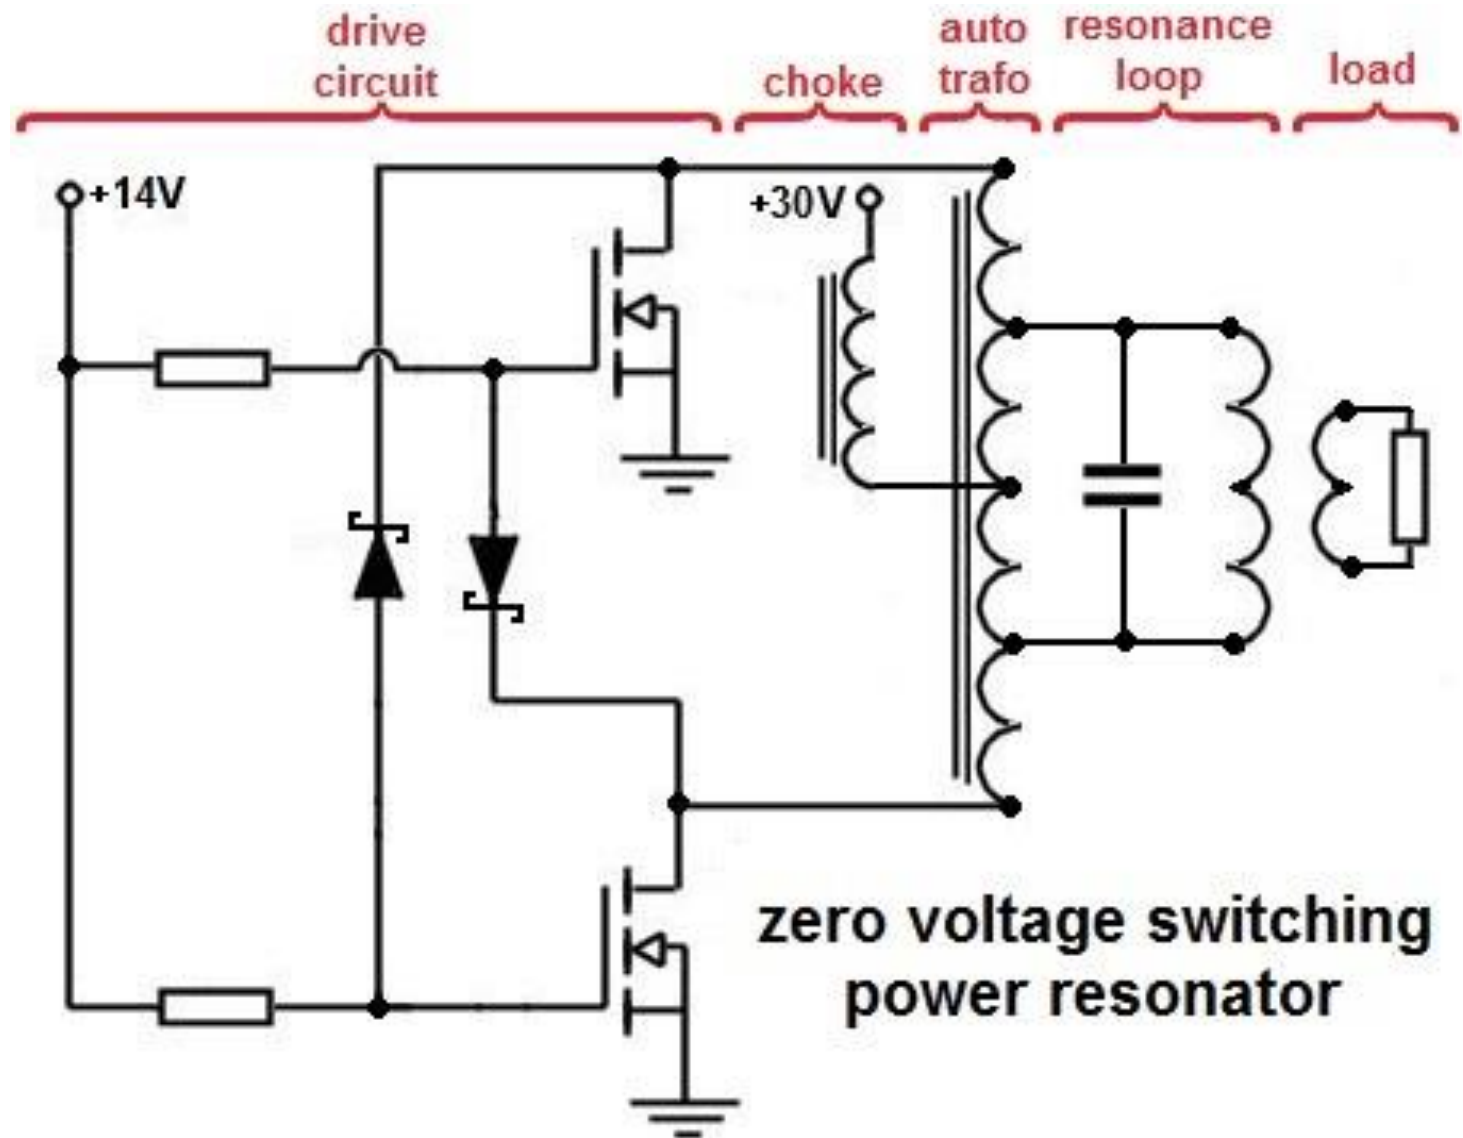 drive
circuit
choke
auto
trafo
resonance
loop
load
+14V
+30V
zero voltage switching
power resonator